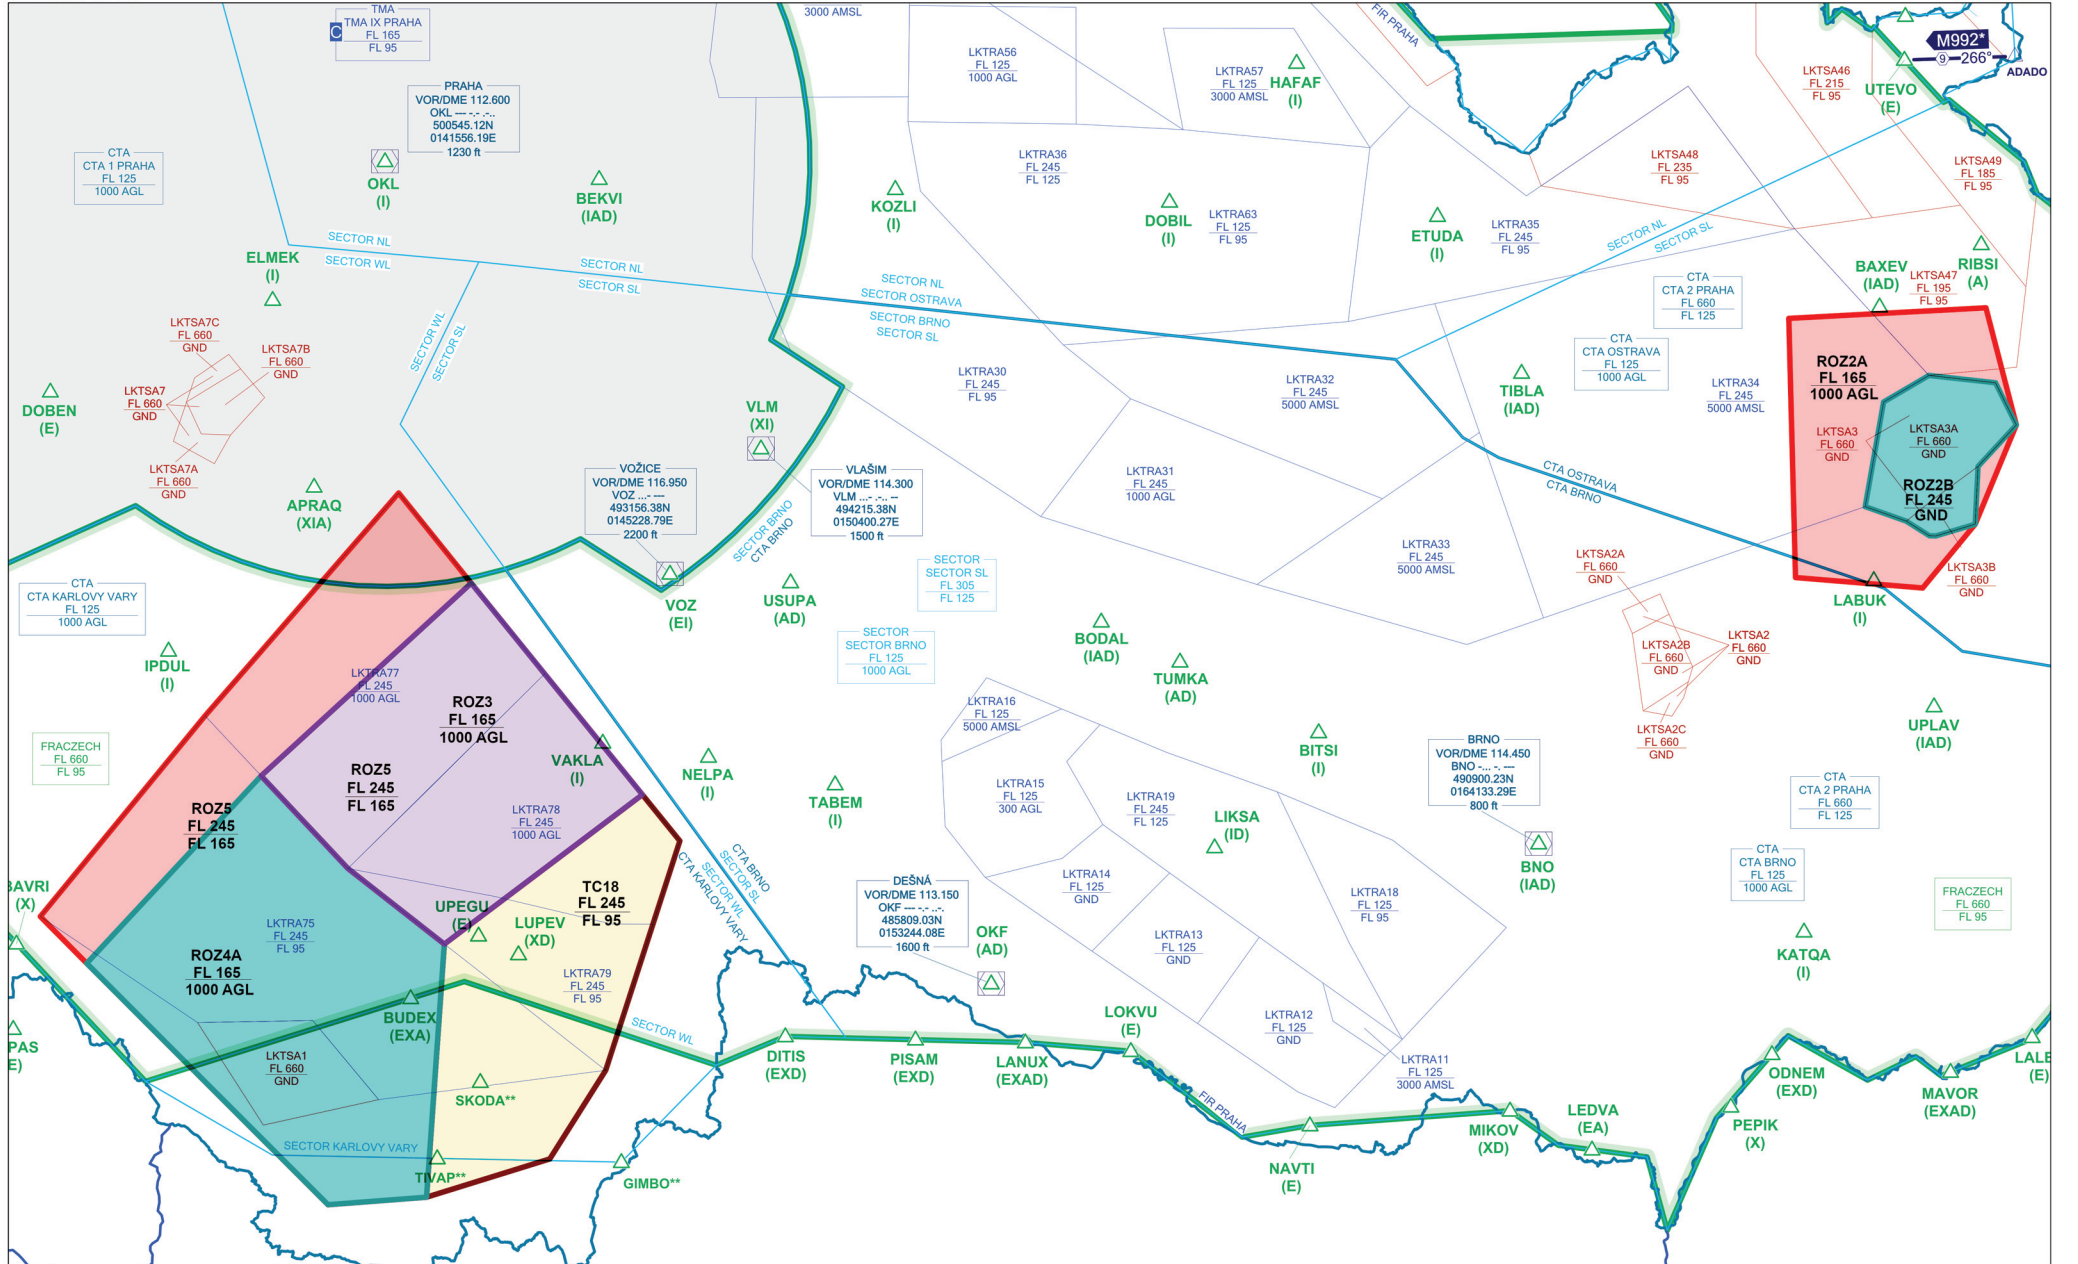 TMA
TMA IX PRAHA
FL 165
FL 95
C
3000 AMSL
PRAHA
VOR/DME 112.600
OKL --- -.- .-..
500545.12N
0141556.19E
1230 ft
CTA
CTA 1 PRAHA
FL 125
1000 AGL
OKL
(I)
BEKVI
(IAD)
SECTOR NL
SECTOR WL
SECTOR NL
SECTOR SL
ELMEK
(I)
SECTOR WL
SECTOR SL
LKTSA7C
FL 660
GND
LKTSA7B
FL 660
GND
LKTSA7
FL 660
GND
LKTSA7A
FL 660
GND
DOBEN
(E)
APRAQ
(XIA)
VLM
(XI)
VOŽICE
VOR/DME 116.950
VOZ ...- ---
493156.38N
0145228.79E
2200 ft
VLAŠIM
VOR/DME 114.300
VLM ...- .-.. --
494215.38N
0150400.27E
1500 ft
SECTOR BRNO
CTA BRNO
VOZ
(EI)
USUPA
(AD)
LKTRA56
FL 125
1000 AGL
LKTRA57
FL 125
3000 AMSL
HAFAF
(I)
FIR PRAHA
LKTRA36
FL 245
FL 125
KOZLI
(I)
DOBIL
(I)
LKTRA63
FL 125
FL 95
ETUDA
(I)
LKTRA35
FL 245
FL 95
LKTSA48
FL 235
FL 95
LKTSA46
FL 215
FL 95
UTEVO
(E)
M992*
9
266°
ADADO
LKTSA49
FL 185
FL 95
SECTOR NL
SECTOR SL
SECTOR NL
SECTOR OSTRAVA
SECTOR BRNO
SECTOR SL
CTA
CTA 2 PRAHA
FL 660
FL 125
BAXEV
(IAD)
LKTSA47
FL 195
FL 95
RIBSI
(A)
CTA
CTA OSTRAVA
FL 125
1000 AGL
TIBLA
(IAD)
LKTRA34
FL 245
5000 AMSL
LKTRA30
FL 245
FL 95
LKTRA32
FL 245
5000 AMSL
LKTRA31
FL 245
1000 AGL
LKTRA33
FL 245
5000 AMSL
CTA OSTRAVA
CTA BRNO
ROZ2A
FL 165
1000 AGL
LKTSA3
FL 660
GND
LKTSA3A
FL 660
GND
ROZ2B
FL 245
GND
LKTSA3B
FL 660
GND
LABUK
(I)
LKTSA2A
FL 660
GND
LKTSA2B
FL 660
GND
LKTSA2
FL 660
GND
LKTSA2C
FL 660
GND
UPLAV
(IAD)
CTA
CTA KARLOVY VARY
FL 125
1000 AGL
IPDUL
(I)
FRACZECH
FL 660
FL 95
SECTOR
SECTOR SL
FL 305
FL 125
SECTOR
SECTOR BRNO
FL 125
1000 AGL
BODAL
(IAD)
TUMKA
(AD)
LKTRA77
FL 245
1000 AGL
ROZ3
FL 165
1000 AGL
ROZ5
FL 245
FL 165
VAKLA
(I)
NELPA
(I)
TABEM
(I)
LKTRA78
FL 245
1000 AGL
ROZ5
FL 245
FL 165
LKTRA16
FL 125
5000 AMSL
LKTRA15
FL 125
300 AGL
LKTRA19
FL 245
FL 125
LIKSA
(ID)
BITSI
(I)
BRNO
VOR/DME 114.450
BNO -... -. ---
490900.23N
0164133.29E
800 ft
BNO
(IAD)
CTA
CTA 2 PRAHA
FL 660
FL 125
CTA
CTA BRNO
FL 125
1000 AGL
FRACZECH
FL 660
FL 95
KATQA
(I)
BAVRI
(X)
PAS
E)
ROZ4A
FL 165
1000 AGL
LKTRA75
FL 245
FL 95
UPEGU
(E)
LUPEV
(XD)
TC18
FL 245
FL 95
LKTRA79
FL 245
FL 95
CTA BRNO
SECTOR SL
SECTOR WL
CTA KARLOVY VARY
DEŠNÁ
VOR/DME 113.150
OKF --- -.- ..-.
485809.03N
0153244.08E
1600 ft
OKF
(AD)
LKTRA14
FL 125
GND
LKTRA13
FL 125
GND
LKTRA18
FL 125
FL 95
LKTRA12
FL 125
GND
LKTRA11
FL 125
3000 AMSL
BUDEX
(EXA)
LKTSA1
FL 660
GND
SECTOR WL
SKODA**
SECTOR KARLOVY VARY
TIVAP**
GIMBO**
DITIS
(EXD)
PISAM
(EXD)
LANUX
(EXAD)
LOKVU
(E)
FIR PRAHA
NAVTI
(E)
MIKOV
(XD)
LEDVA
(EA)
PEPIK
(X)
ODNEM
(EXD)
MAVOR
(EXAD)
LALE
(E)